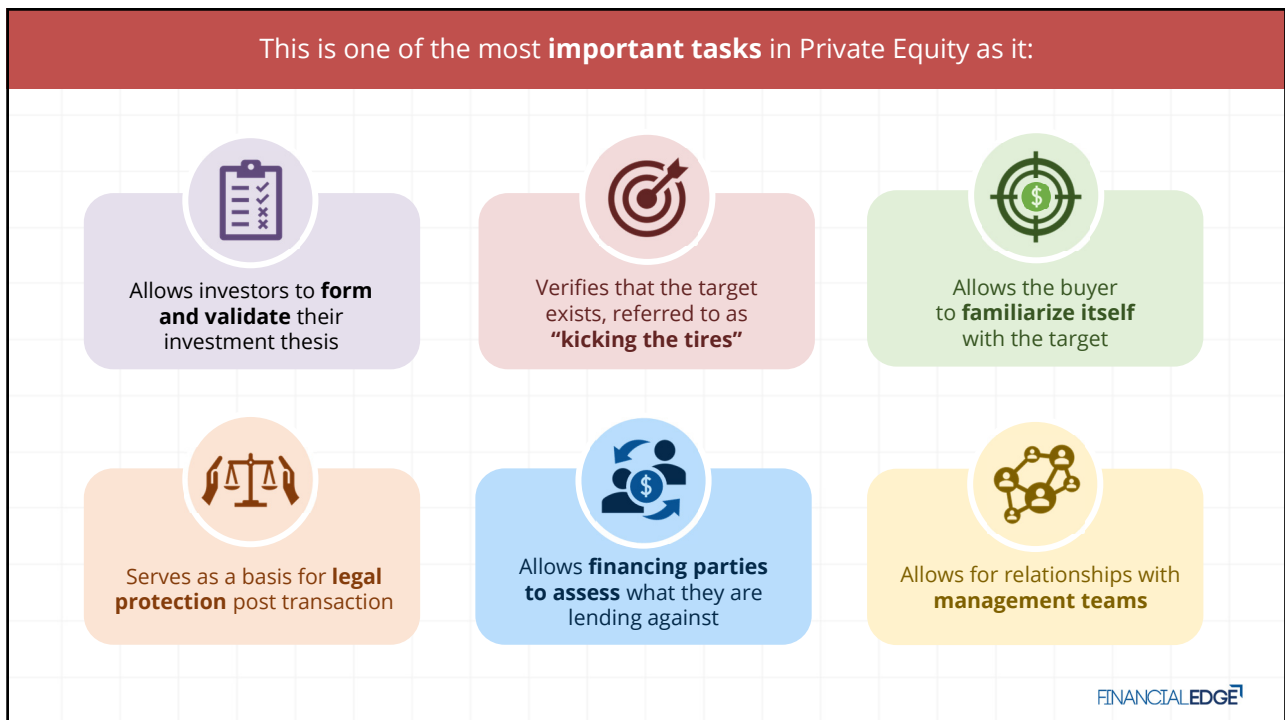 This is one of the most important tasks in Private Equity as it:
Allows investors to form
and validate their
investment thesis
Verifies that the target
exists, referred to as
“kicking the tires”
Allows the buyer
to familiarize itself
with the target
Serves as a basis for legal
protection post transaction
Allows financing parties
to assess what they are
lending against
Allows for relationships with
management teams
FINANCIALEDGE